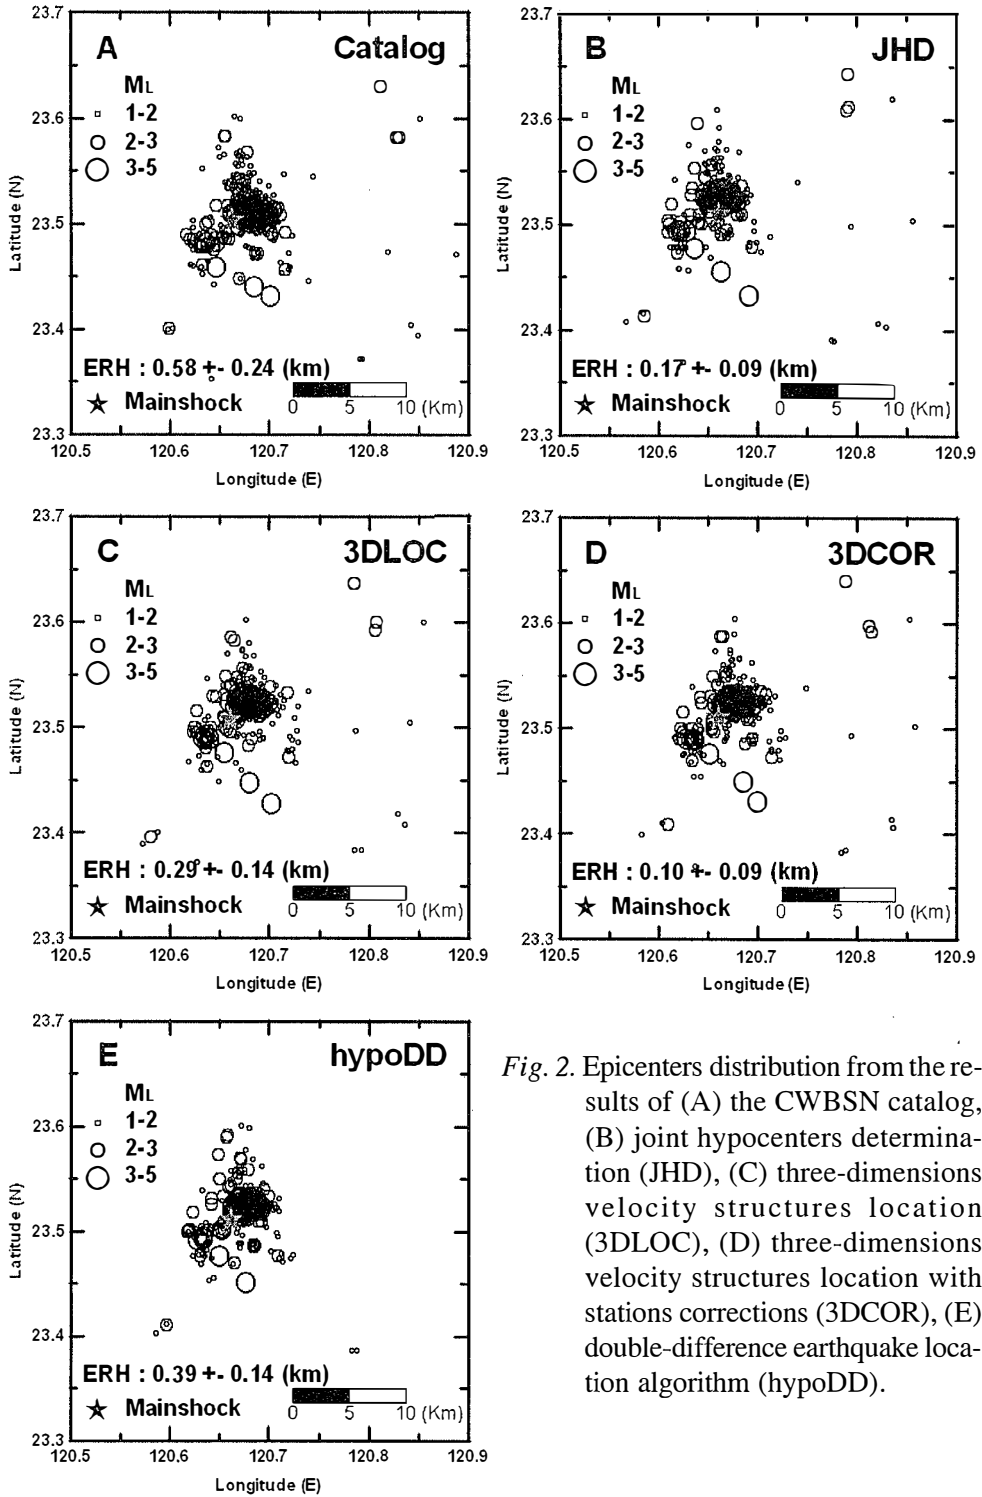 A Catalog
ML
1-2
2-3
3-5
ERH : 0.58 +- 0.24 (km)
Mainshock
0 5 10 (Km)
23.7
23.6
23.5
23.4
23.3
Latitude (N)
120.5 120.6 120.7 120.8 120.9
Longitude (E)
B JHD
ML
1-2
2-3
3-5
ERH : 0.17 +- 0.09 (km)
Mainshock
0 5 10 (Km)
23.7
23.6
23.5
23.4
23.3
Latitude (N)
120.5 120.6 120.7 120.8 120.9
Longitude (E)
C 3DLOC
ML
1-2
2-3
3-5
ERH : 0.29 +- 0.14 (km)
Mainshock
0 5 10 (Km)
23.7
23.6
23.5
23.4
23.3
Latitude (N)
120.5 120.6 120.7 120.8 120.9
Longitude (E)
D 3DCOR
ML
1-2
2-3
3-5
ERH : 0.10 +- 0.09 (km)
Mainshock
0 5 10 (Km)
23.7
23.6
23.5
23.4
23.3
Latitude (N)
120.5 120.6 120.7 120.8 120.9
Longitude (E)
E hypoDD
ML
1-2
2-3
3-5
ERH : 0.39 +- 0.14 (km)
Mainshock
0 5 10 (Km)
23.7
23.6
23.5
23.4
23.3
Latitude (N)
120.5 120.6 120.7 120.8 120.9
Longitude (E)
Fig. 2. Epicenters distribution from the re-
sults of (A) the CWBSN catalog,
(B) joint hypocenters determina-
tion (JHD), (C) three-dimensions
velocity structures location
(3DLOC), (D) three-dimensions
velocity structures location with
stations corrections (3DCOR), (E)
double-difference earthquake loca-
tion algorithm (hypoDD).